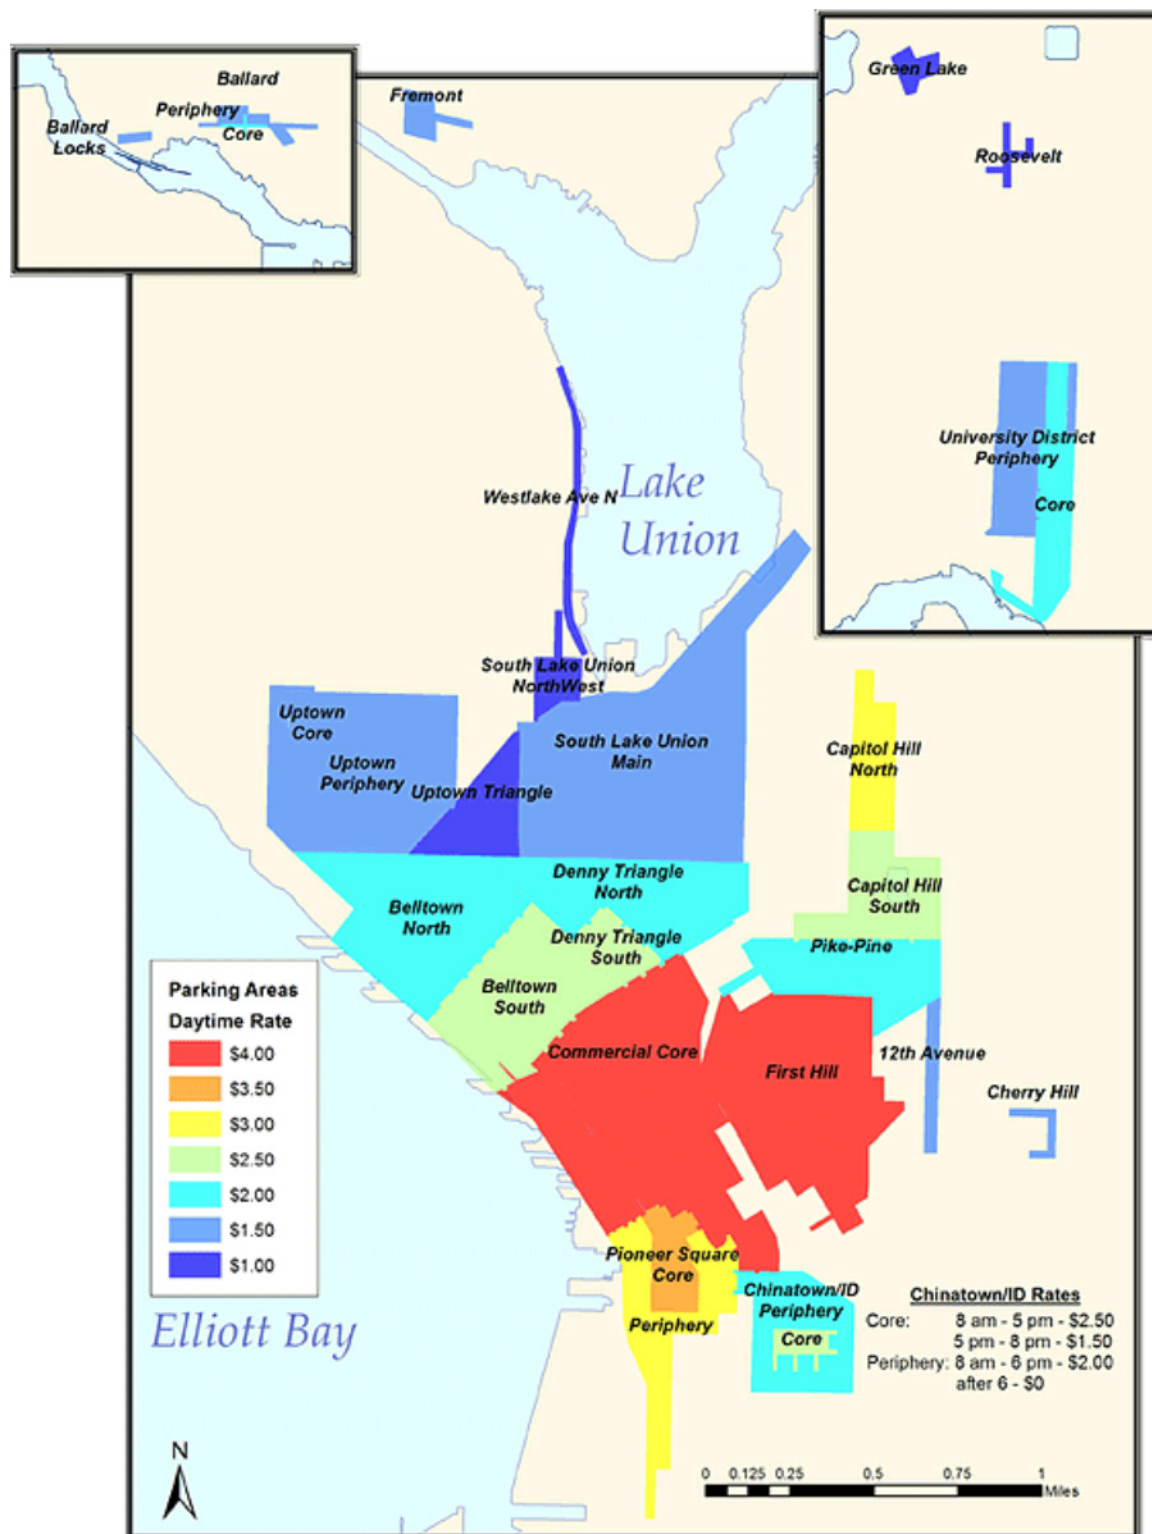 Ballard
Periphery
Ballard
Locks
Core
Fremont
Green Lake
Roosevelt
University District
Periphery
Core
Westlake Ave N
Lake
Union
South Lake Union
NorthWest
Uptown
Core
Uptown
Periphery
Uptown Triangle
South Lake Union
Main
Capitol Hill
North
Denny Triangle
North
Capitol Hill
South
Belltown
North
Denny Triangle
South
Pike-Pine
Belltown
South
Commercial Core
First Hill
12th Avenue
Cherry Hill
Parking Areas
Daytime Rate
$4.00
$3.50
$3.00
$2.50
$2.00
$1.50
$1.00
Pioneer Square
Core
Periphery
Chinatown/ID
Periphery
Core
Chinatown/ID Rates
Core: 8 am - 5 pm - $2.50
5 pm - 8 pm - $1.50
Periphery: 8 am - 6 pm - $2.00
after 6 - $0
Elliott Bay
N
0 0.125 0.25 0.5 0.75 1
Miles